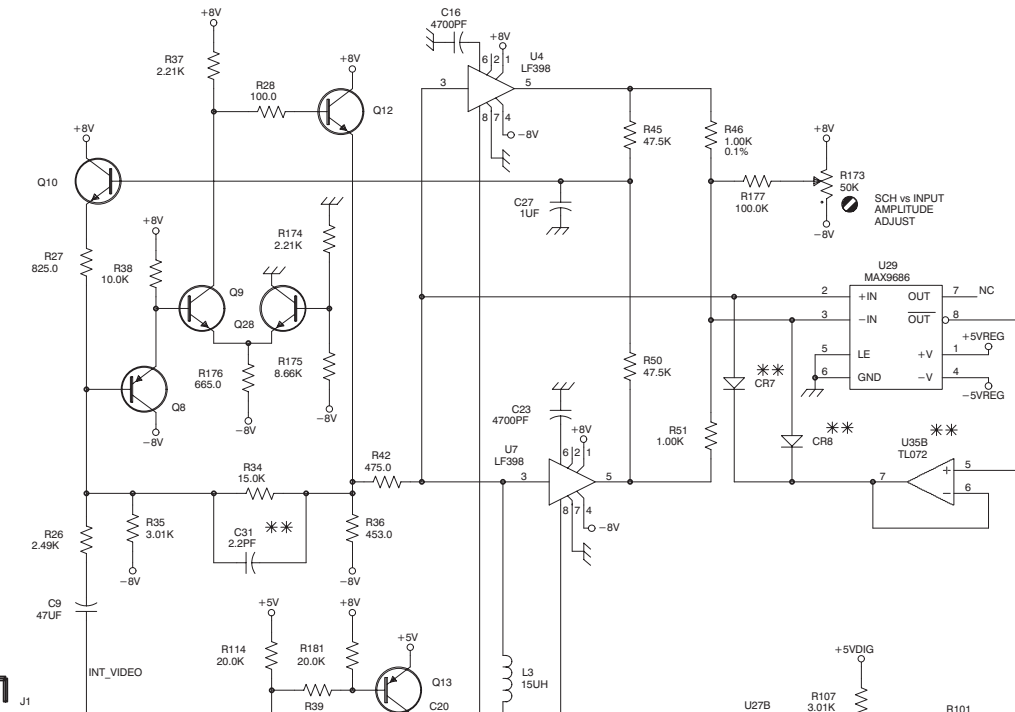 +8V
C16
4700PF
+8V
R37
2.21K
6 2 1
U4
LF398
+8V
R28
100.0
3
5
Q12
8 7 4
-8V
+8V
R45
47.5K
R46
1.00K
0.1%
+8V
Q10
R173
50K
SCH vs INPUT
AMPLITUDE
ADJUST
C27
1UF
R177
100.0K
-8V
+8V
R174
2.21K
R27
825.0
R38
10.0K
Q9
Q28
U29
MAX9686
2
+IN
OUT
7
NC
3
-IN
OUT
8
+5VREG
5
LE
+V
1
6
GND
-V
4
-5VREG
R176
665.0
R175
8.66K
R50
47.5K
** CR7
Q8
-8V
-8V
-8V
C23
4700PF
+8V
R51
1.00K
**
CR8
**
U35B
TL072
U7
LF398
6 2 1
R42
475.0
R34
15.0K
3
5
7
+
5
-
6
8 7 4
-8V
R26
2.49K
R35
3.01K
C31
2.2PF
**
R36
453.0
-8V
-8V
C9
47UF
+5V
+8V
+5V
R114
20.0K
R181
20.0K
INT_VIDEO
Q13
L3
15UH
+5VDIG
J1
R39
C20
U27B
R107
3.01K
R101